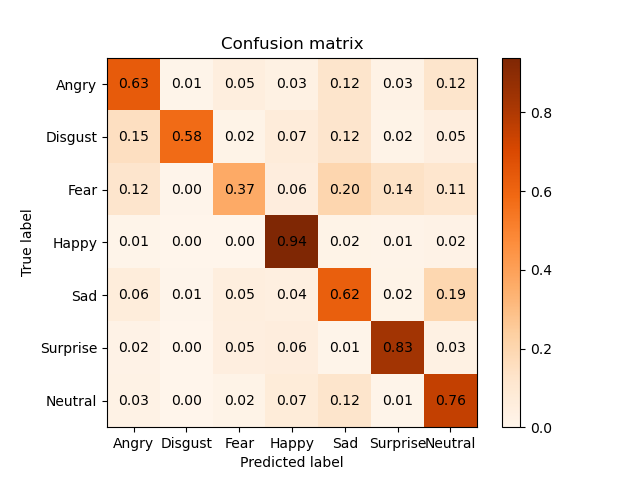 Confusion matrix
Angry 0.63 0.01 0.05 0.03 0.12 0.03 0.12
Disgust 0.15 0.58 0.02 0.07 0.12 0.02 0.05
Fear 0.12 0.00 0.37 0.06 0.20 0.14 0.11
Happy 0.01 0.00 0.00 0.94 0.02 0.01 0.02
Sad 0.06 0.01 0.05 0.04 0.62 0.02 0.19
Surprise 0.02 0.00 0.05 0.06 0.01 0.83 0.03
Neutral 0.03 0.00 0.02 0.07 0.12 0.01 0.76
Angry Disgust Fear Happy Sad Surprise Neutral
Predicted label
True label
0.8
0.6
0.4
0.2
0.0